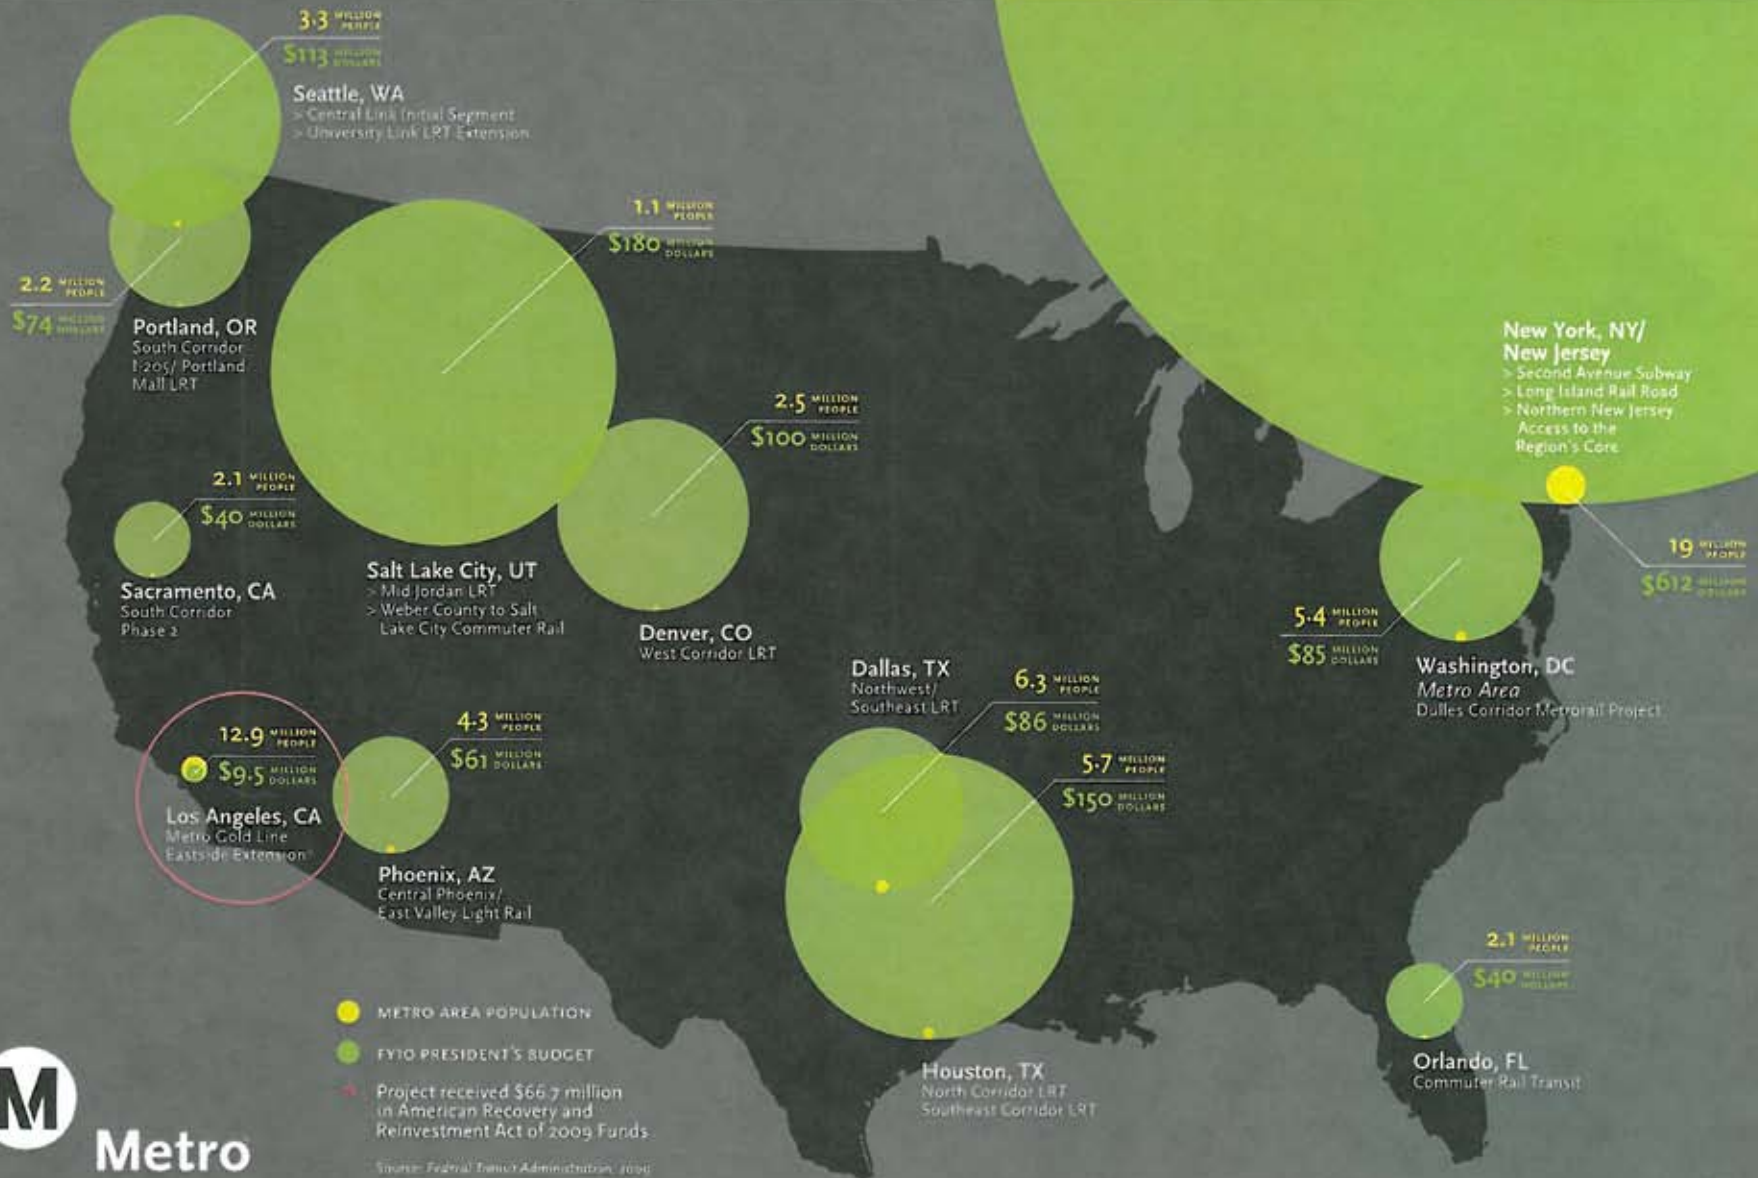 3.3 MILLION PEOPLE
$113 MILLION DOLLARS
Seattle, WA
> Central Link Initial Segment
> University Link LRT Extension
2.2 MILLION PEOPLE
$74 MILLION DOLLARS
Portland, OR
South Corridor
I-205/ Portland
Mall LRT
1.1 MILLION PEOPLE
$180 MILLION DOLLARS
Salt Lake City, UT
> Mid Jordan LRT
> Weber County to Salt
Lake City Commuter Rail
2.5 MILLION PEOPLE
$100 MILLION DOLLARS
Denver, CO
West Corridor LRT
2.1 MILLION PEOPLE
$40 MILLION DOLLARS
Sacramento, CA
South Corridor
Phase 2
12.9 MILLION PEOPLE
$9.5 MILLION DOLLARS
Los Angeles, CA
Metro Gold Line
Eastside Extension*
4.3 MILLION PEOPLE
$61 MILLION DOLLARS
Phoenix, AZ
Central Phoenix/
East Valley Light Rail
Dallas, TX
Northwest/
Southeast LRT
6.3 MILLION PEOPLE
$86 MILLION DOLLARS
5.7 MILLION PEOPLE
$150 MILLION DOLLARS
Houston, TX
North Corridor LRT
Southeast Corridor LRT
New York, NY/
New Jersey
> Second Avenue Subway
> Long Island Rail Road
> Northern New Jersey
Access to the
Region's Core
19 MILLION PEOPLE
$612 MILLION DOLLARS
5.4 MILLION PEOPLE
$85 MILLION DOLLARS
Washington, DC
Metro Area
Dulles Corridor Metrorail Project
2.1 MILLION PEOPLE
$40 MILLION DOLLARS
Orlando, FL
Commuter Rail Transit
METRO AREA POPULATION
FY10 PRESIDENT'S BUDGET
* Project received $66.7 million
in American Recovery and
Reinvestment Act of 2009 Funds
Source: Federal Transit Administration, 2009
M
Metro